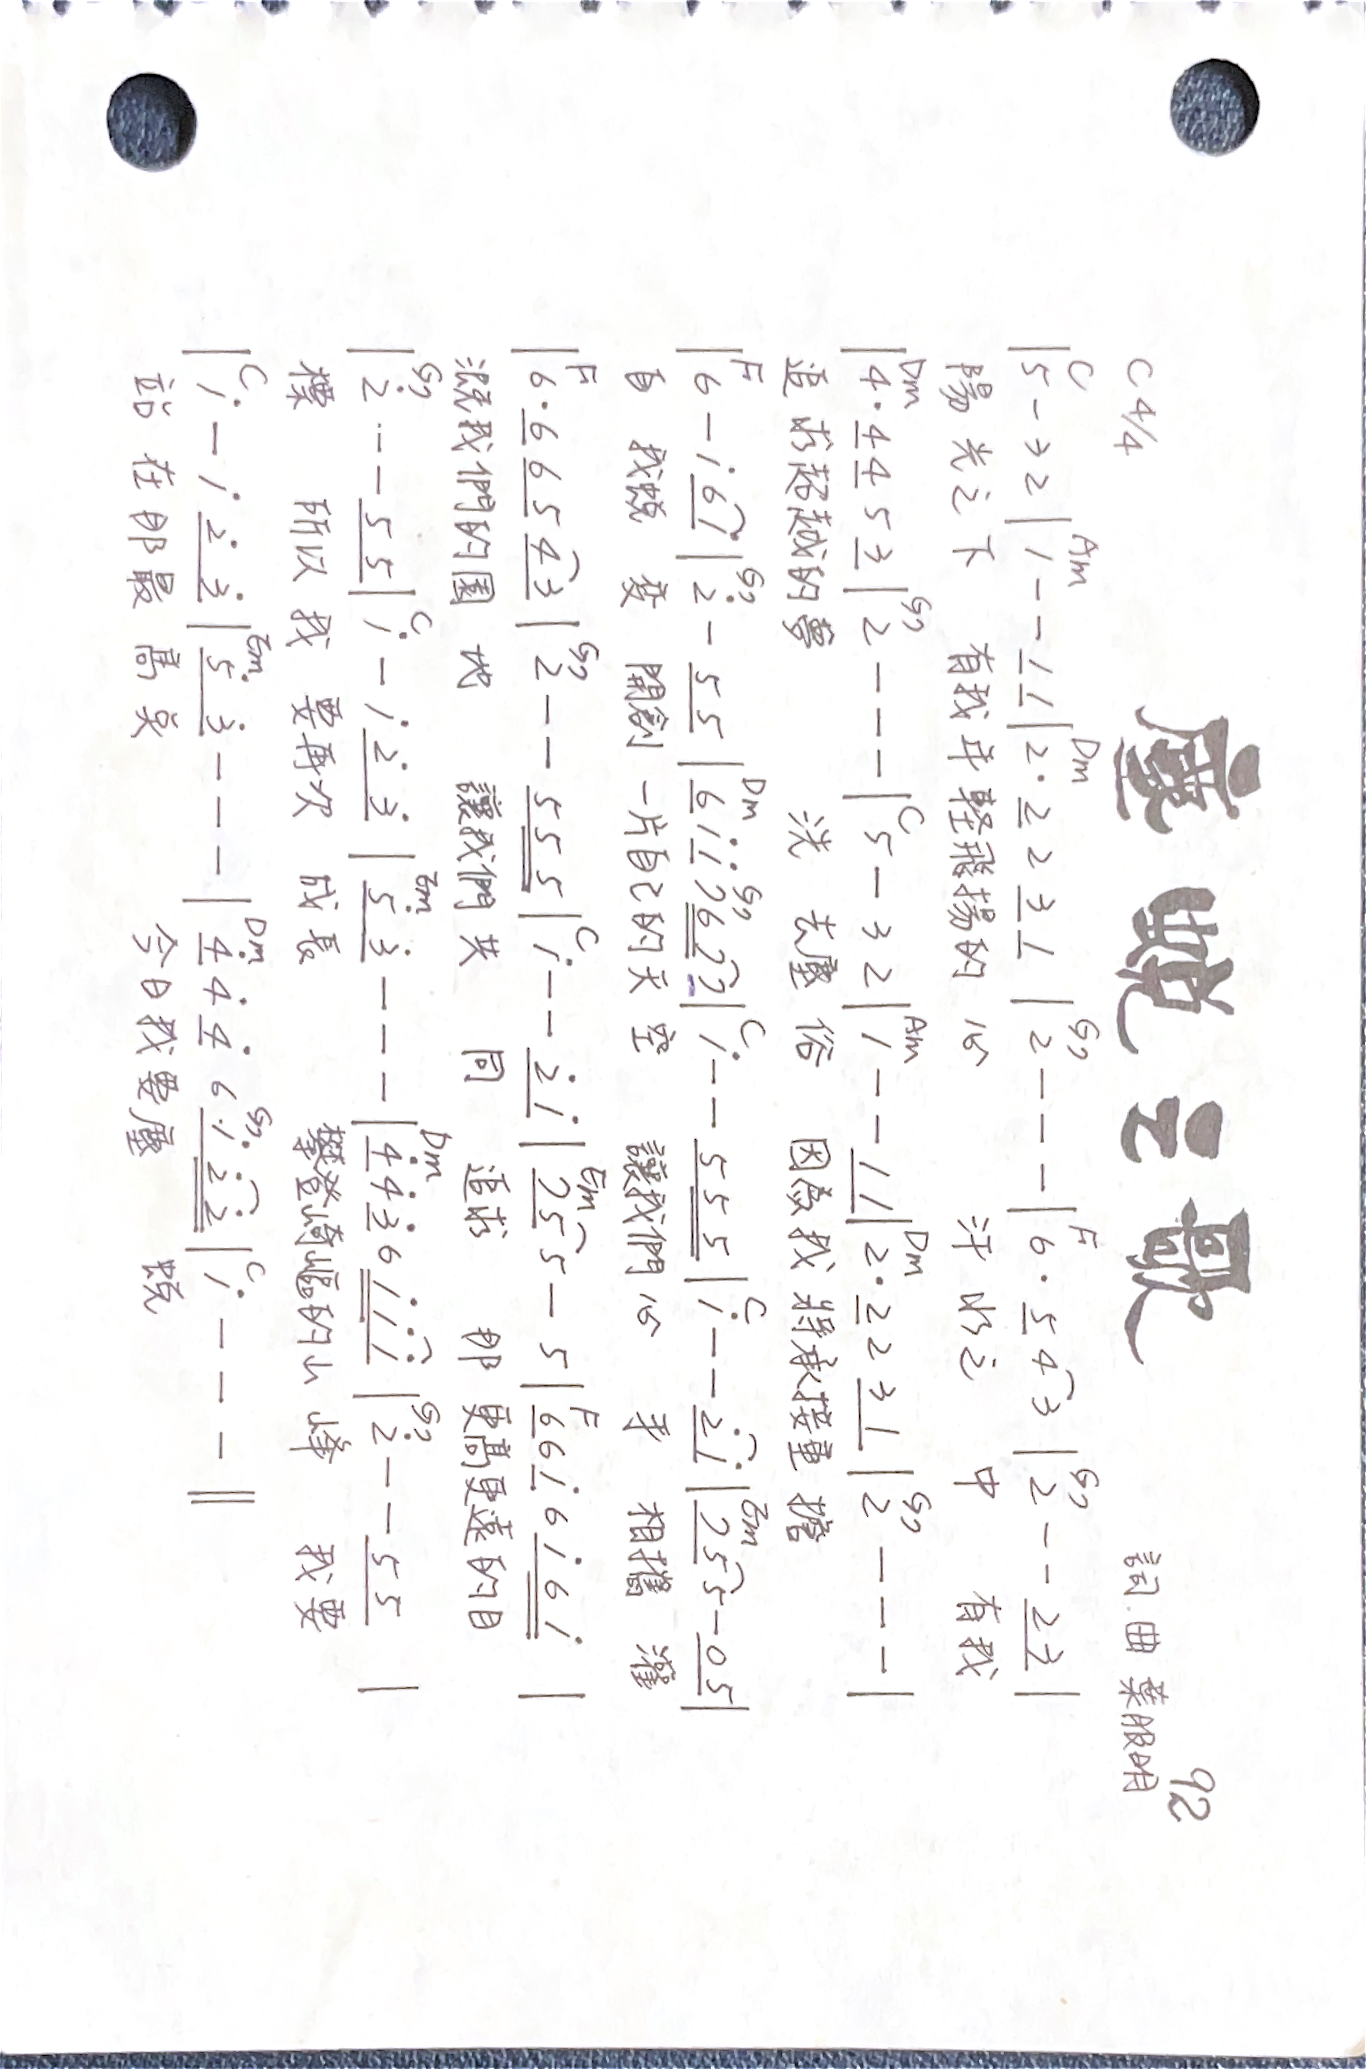 塵蛻之歌
92
C 4/4
詞.曲 葉服明
C Am Dm G7 F G7
|5 - 3 2|1 - - 1 1|2· 2 2 3 1|2 - - -|6· 5 4 3|2 - - 2 3|
陽光之下 有我年輕飛揚的心 汗水之中 有我
Dm G7 C Am Dm G7
|4· 4 4 5 3|2 - - -|5 - 3 2|1 - - 1 1|2· 2 2 3 1|2 - - -|
追求超越的夢 洗去塵俗 因為我將承接重擔
F G7 Dm G7 C C Em
|6 - i 6 i|2̇ - 5 5|6 i i 7 6 7 7|i - - 5 5 5|i - - 2̇ i|7 5 5 - 0 5|
自我蛻變 開創一片自己的天空 讓我們心手相攜 灌
F G7 C Em F
|6· 6 6 5 4 3|2 - - 5 5 5|i - - 2̇ i|7 5 5 - 5|6 6 i 6 i 6 i|
溉我們的園地 讓我們共同追求 那更高更遠的目
G7 C Em Dm G7
|2̇ - - - 5 5|i - i 2̇ 3̇|5̇ 3̇ - - -|4̇ 4̇ 3̇ 6 i i i|2̇ - - 5 5|
標 所以我要再次成長 攀登崎嶇的山峰 我要
C Em Dm G7 C
|i - i 2̇ 3̇|5̇ 3̇ - - -|4̇ 4̇ 4̇ 6 ·i 2̇ 2̇|i - - -‖
站在那最高點 今日我要塵蛻